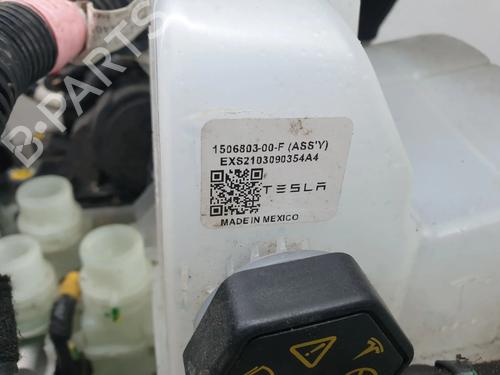 B-PARTS
1506803-00-F (ASS'Y)
EXS2103090354A4
TESLA
MADE IN MEXICO